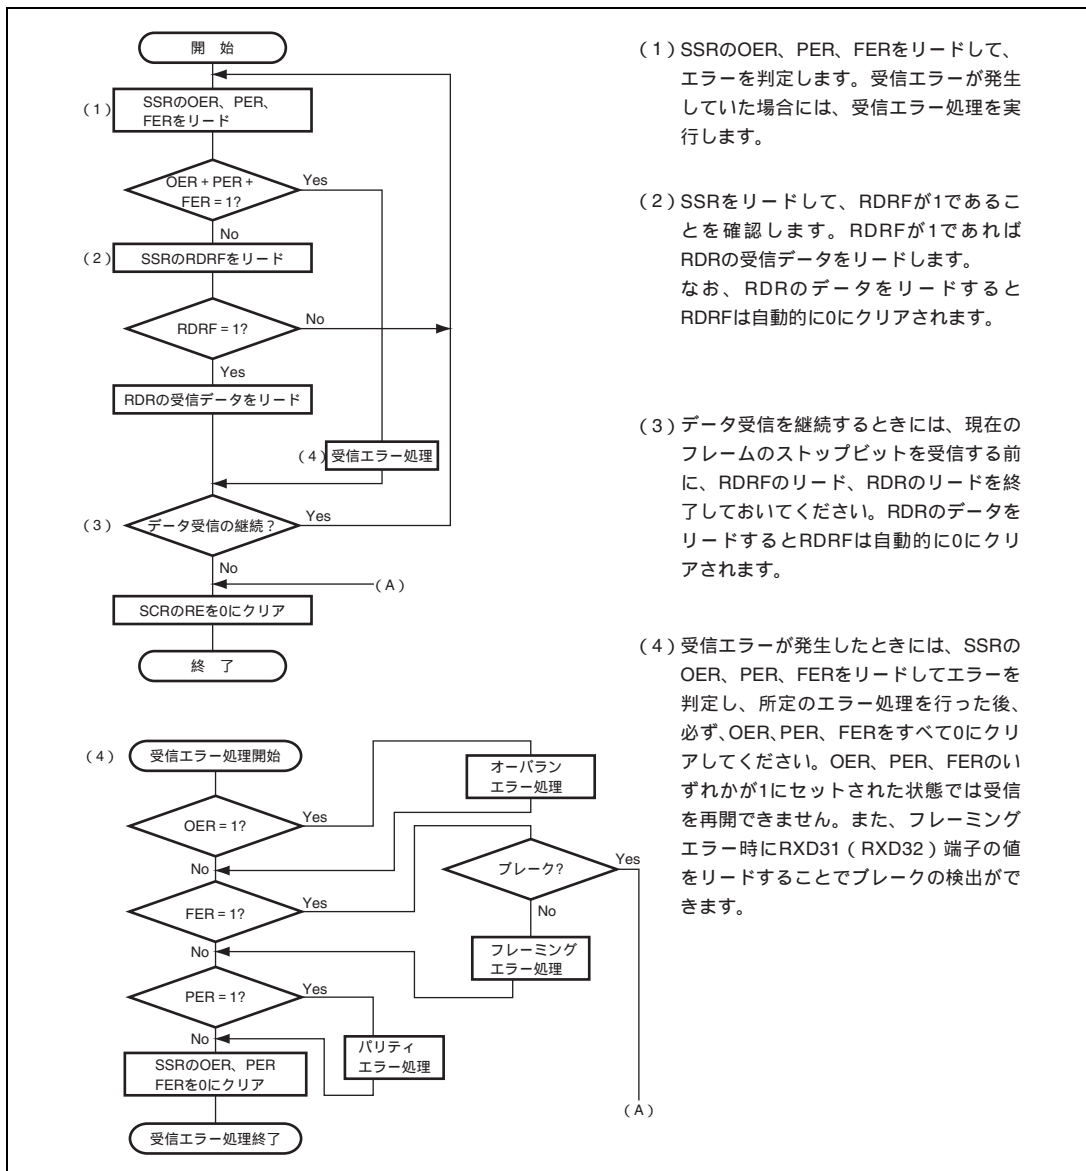 開 始
(1)
SSRのOER、PER、
FERをリード
OER + PER +
FER = 1?
Yes
No
(2)
SSRのRDRFをリード
RDRF = 1?
No
Yes
RDRの受信データをリード
(4)
受信エラー処理
(3)
データ受信の継続?
Yes
No
(A)
SCRのREを0にクリア
終 了
(1)SSRのOER、PER、FERをリードして、
エラーを判定します。受信エラーが発生
していた場合には、受信エラー処理を実
行します。
(2)SSRをリードして、RDRFが1であるこ
とを確認します。RDRFが1であれば
RDRの受信データをリードします。
なお、RDRのデータをリードすると
RDRFは自動的に0にクリアされます。
(3)データ受信を継続するときには、現在の
フレームのストップビットを受信する前
に、RDRFのリード、RDRのリードを終
了しておいてください。RDRのデータを
リードするとRDRFは自動的に0にクリ
アされます。
(4)受信エラーが発生したときには、SSRの
OER、PER、FERをリードしてエラーを
判定し、所定のエラー処理を行った後、
必ず、OER、PER、FERをすべて0にクリ
アしてください。OER、PER、FERのい
ずれかが1にセットされた状態では受信
を再開できません。また、フレーミング
エラー時にRXD31(RXD32)端子の値
をリードすることでブレークの検出がで
きます。
(4)
受信エラー処理開始
OER = 1?
Yes
オーバラン
エラー処理
No
FER = 1?
Yes
ブレーク?
Yes
No
フレーミング
エラー処理
No
PER = 1?
Yes
パリティ
エラー処理
No
SSRのOER、PER
FERを0にクリア
(A)
受信エラー処理終了